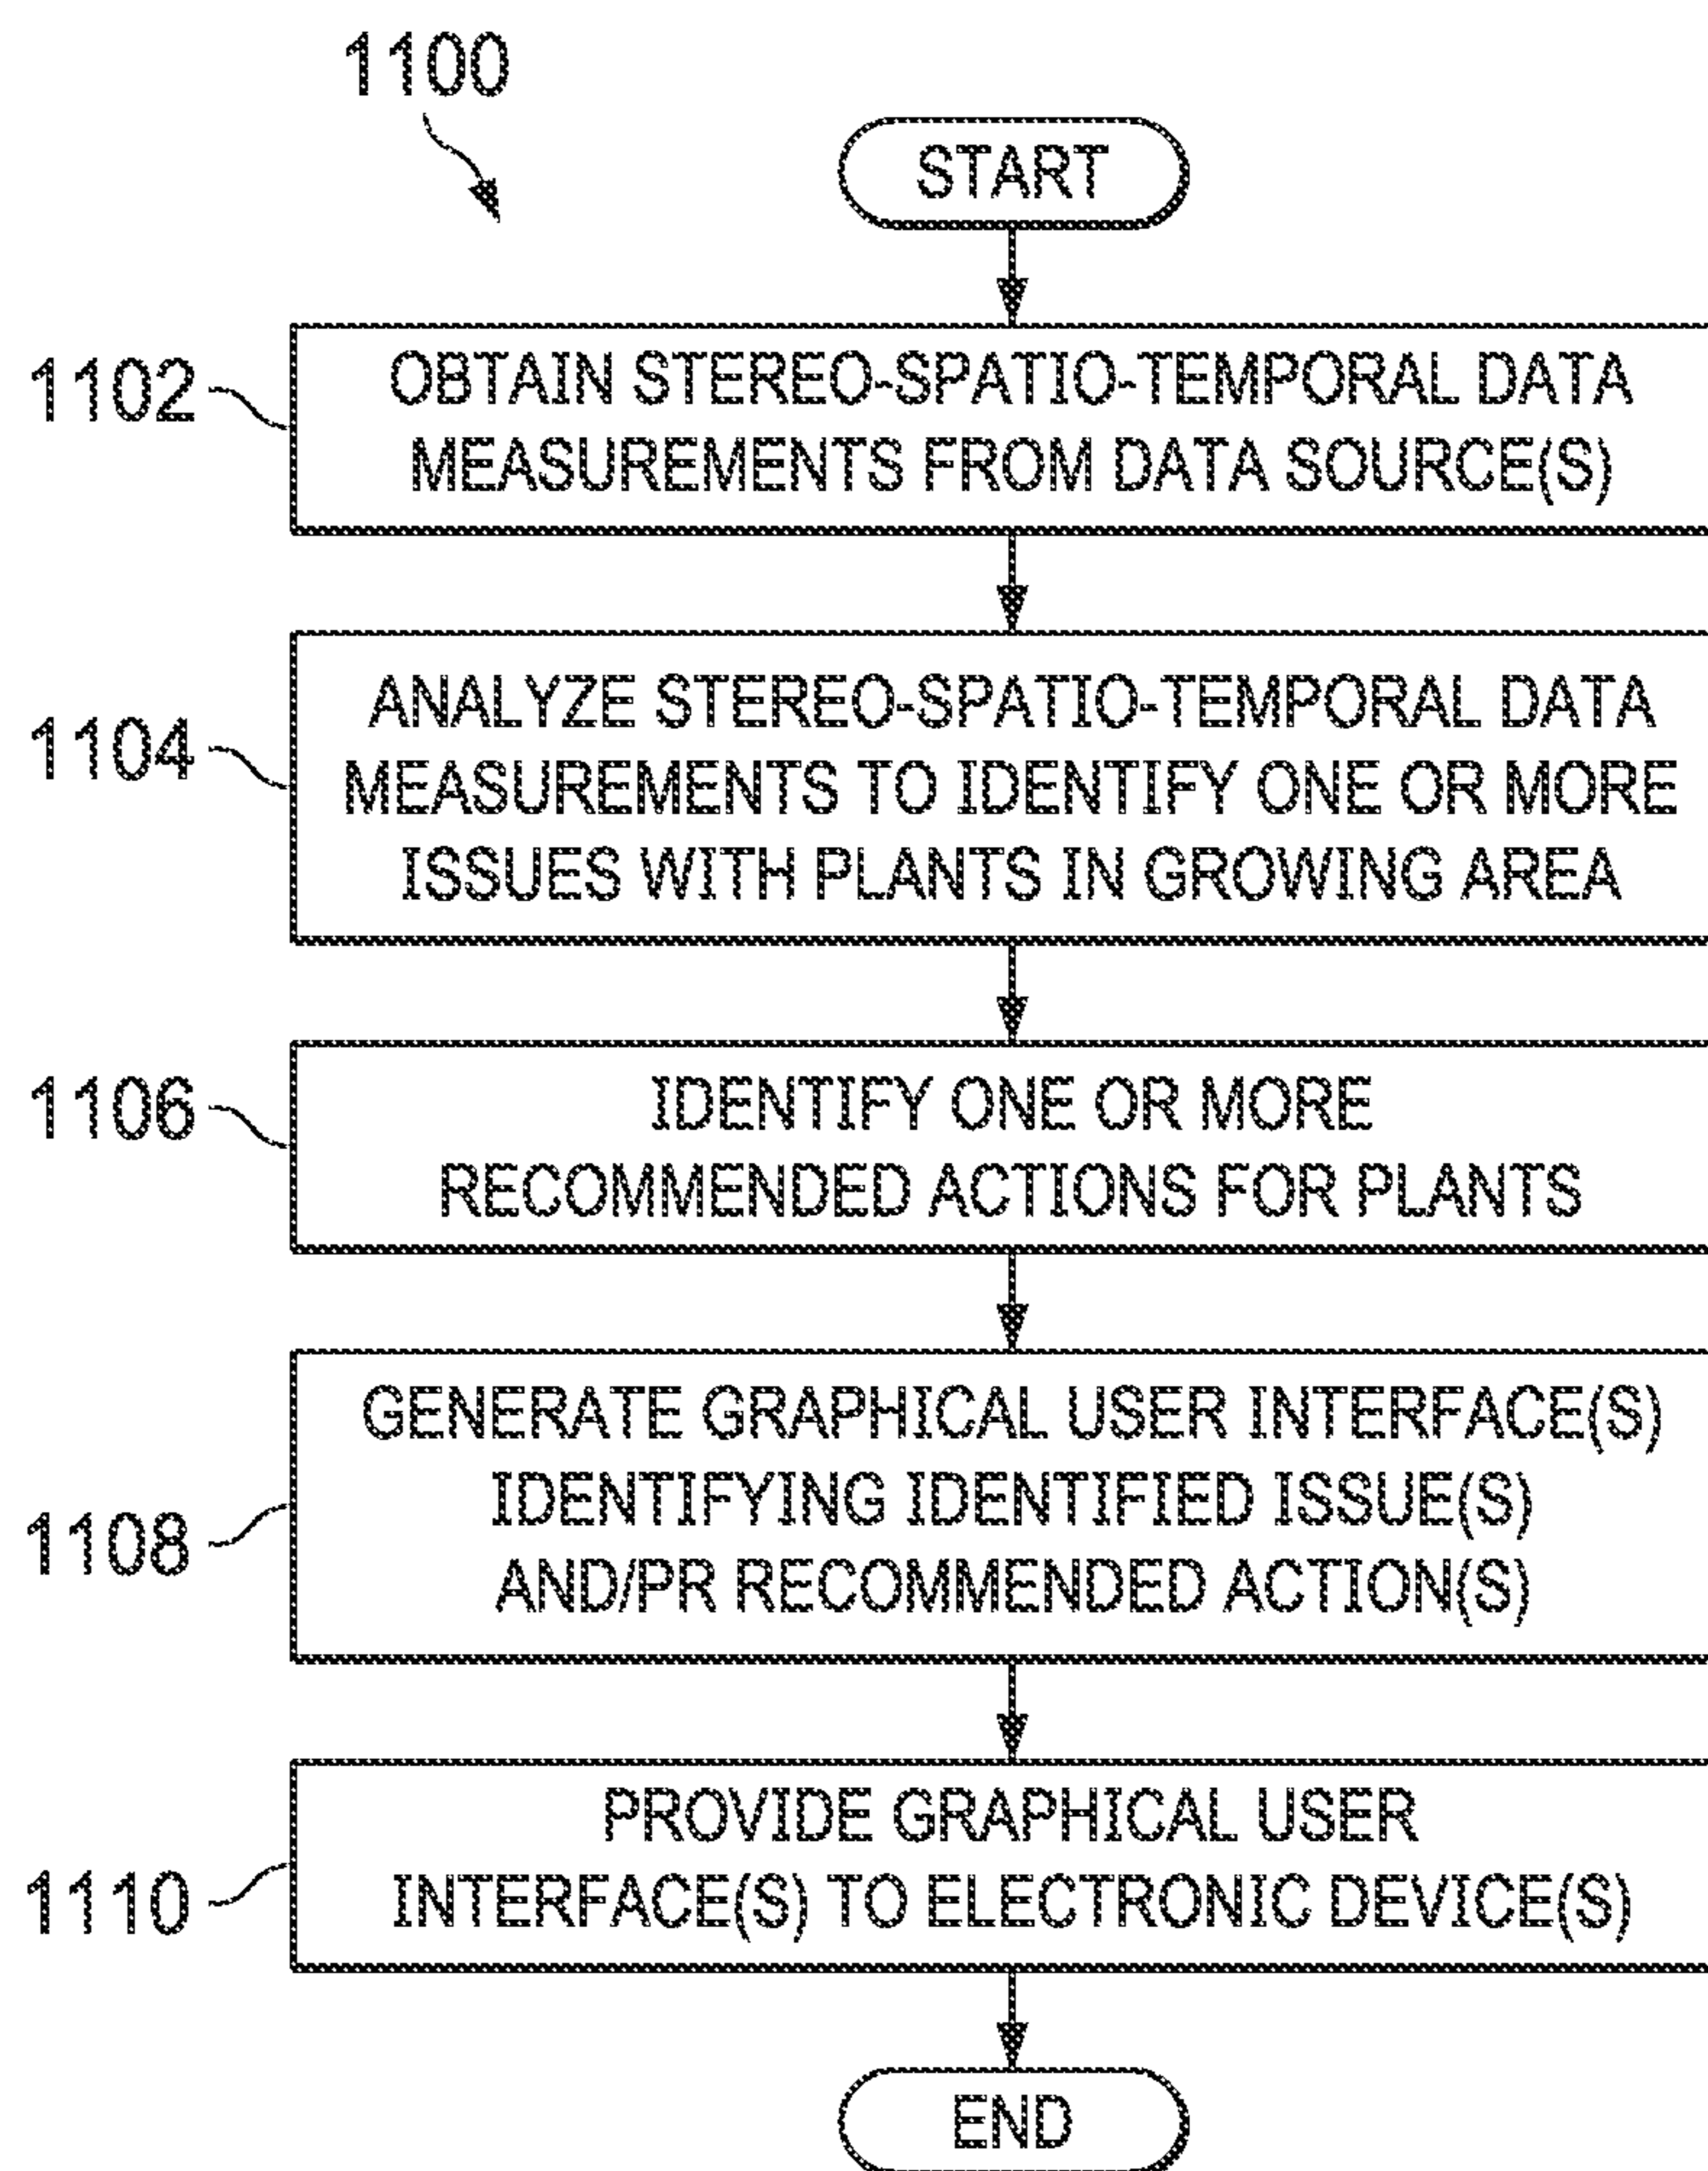 1100
START
1102
OBTAIN STEREO-SPATIO-TEMPORAL DATA
MEASUREMENTS FROM DATA SOURCE(S)
1104
ANALYZE STEREO-SPATIO-TEMPORAL DATA
MEASUREMENTS TO IDENTIFY ONE OR MORE
ISSUES WITH PLANTS IN GROWING AREA
1106
IDENTIFY ONE OR MORE
RECOMMENDED ACTIONS FOR PLANTS
1108
GENERATE GRAPHICAL USER INTERFACE(S)
IDENTIFYING IDENTIFIED ISSUE(S)
AND/PR RECOMMENDED ACTION(S)
1110
PROVIDE GRAPHICAL USER
INTERFACE(S) TO ELECTRONIC DEVICE(S)
END